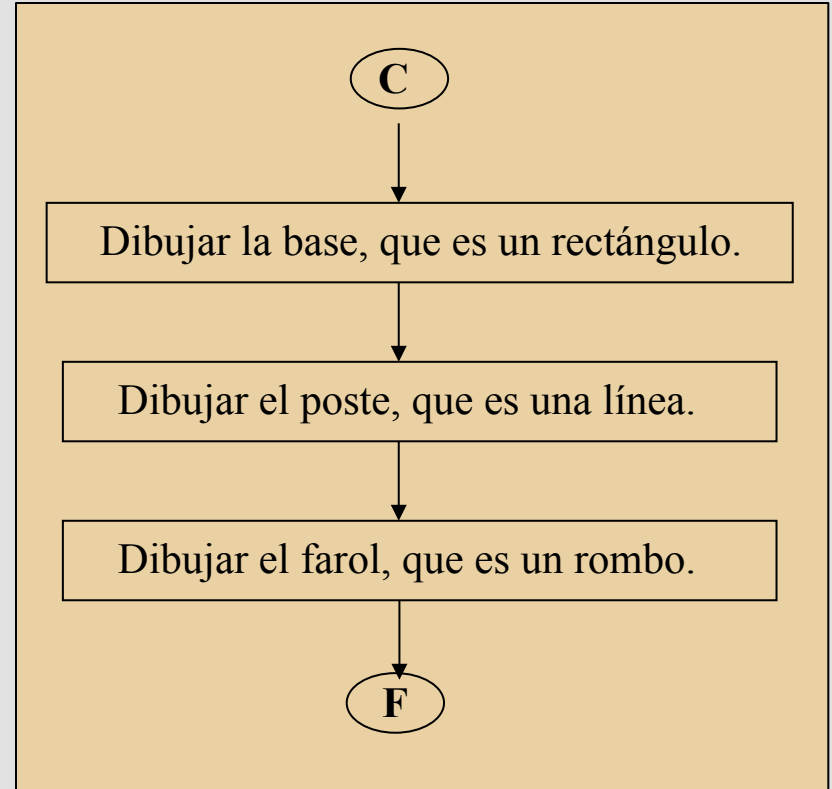 C
Dibujar la base, que es un rectángulo.
Dibujar el poste, que es una línea.
Dibujar el farol, que es un rombo.
F